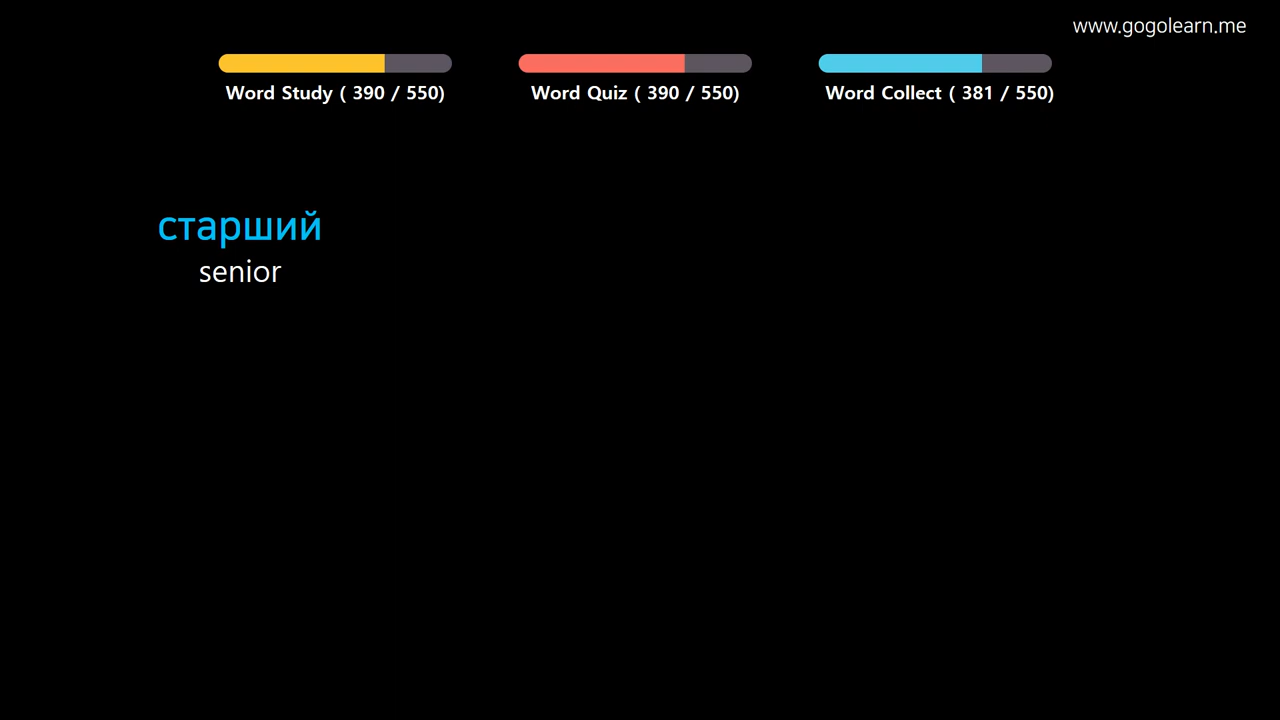 www.gogolearn.me
Word Study ( 390 / 550)
Word Quiz ( 390 / 550)
Word Collect ( 381 / 550)
старший
senior